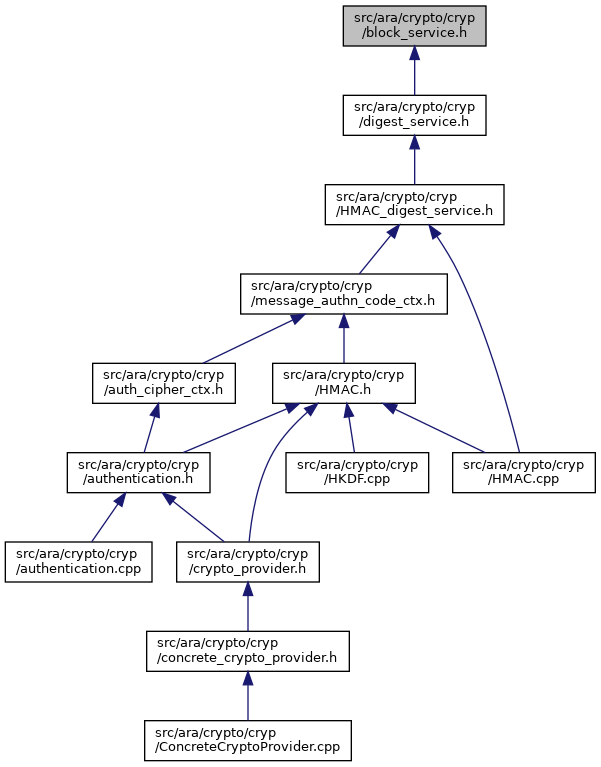 src/ara/crypto/cryp
/block_service.h
src/ara/crypto/cryp
/digest_service.h
src/ara/crypto/cryp
/HMAC_digest_service.h
src/ara/crypto/cryp
/message_authn_code_ctx.h
src/ara/crypto/cryp
/auth_cipher_ctx.h
src/ara/crypto/cryp
/HMAC.h
src/ara/crypto/cryp
/authentication.h
src/ara/crypto/cryp
/HKDF.cpp
src/ara/crypto/cryp
/HMAC.cpp
src/ara/crypto/cryp
/authentication.cpp
src/ara/crypto/cryp
/crypto_provider.h
src/ara/crypto/cryp
/concrete_crypto_provider.h
src/ara/crypto/cryp
/ConcreteCryptoProvider.cpp